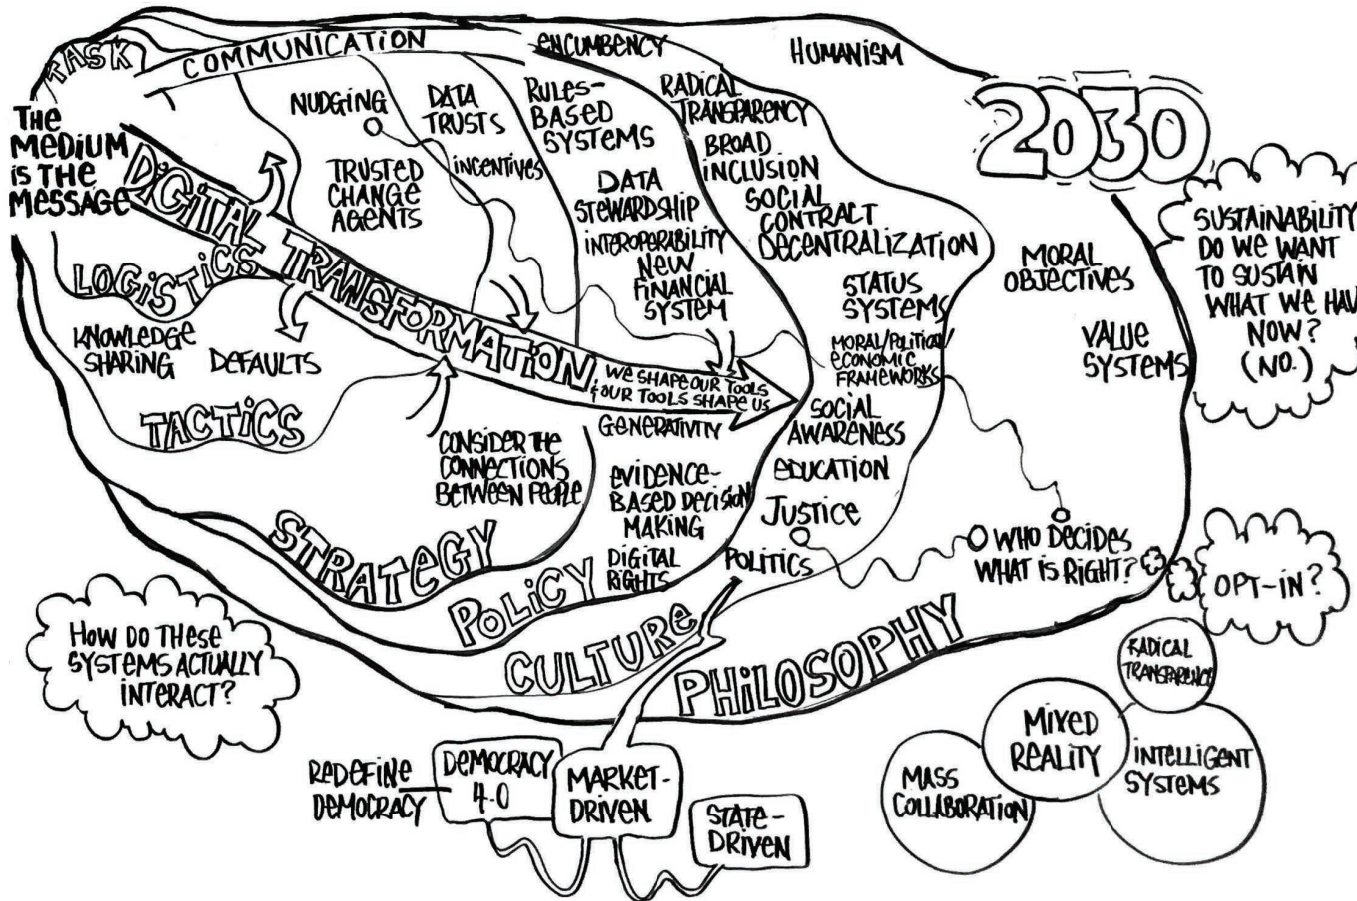 TASK
COMMUNICATION
ENCUMBENCY
HUMANISM
2030
THE
MEDIUM
is THE
MESSAGE
DIGITAL TRANSFORMATION
WE SHAPE OUR TOOLS
& OUR TOOLS SHAPE US
NUDGING
TRUSTED
CHANGE
AGENTS
DATA
TRUSTS
INCENTIVES
RULES-
BASED
SYSTEMS
DATA
STEWARDSHIP
INTEROPERABILITY
NEW
FINANCIAL
SYSTEM
RADICAL
TRANSPARENCY
BROAD
INCLUSION
SOCIAL
CONTRACT
DECENTRALIZATION
STATUS
SYSTEMS
MORAL/POLITICAL
ECONOMIC
FRAMEWORKS
MORAL
OBJECTIVES
VALUE
SYSTEMS
SUSTAINABILITY
DO WE WANT
TO SUSTAIN
WHAT WE HAV
NOW?
(NO.)
LOGISTICS
KNOWLEDGE
SHARING
DEFAULTS
TACTICS
CONSIDER THE
CONNECTIONS
BETWEEN PEOPLE
STRATEGY
GENERATIVITY
EVIDENCE-
BASED DECISION
MAKING
DIGITAL
RIGHTS
POLICY
SOCIAL
AWARENESS
EDUCATION
JUSTICE
POLITICS
CULTURE
WHO DECIDES
WHAT IS RIGHT?
PHILOSOPHY
OPT-IN?
HOW DO THESE
SYSTEMS ACTUALLY
INTERACT?
REDEFINE
DEMOCRACY
DEMOCRACY
4.0
MARKET-
DRIVEN
STATE-
DRIVEN
MASS
COLLABORATION
MIXED
REALITY
RADICAL
TRANSPARENCE
INTELLIGENT
SYSTEMS